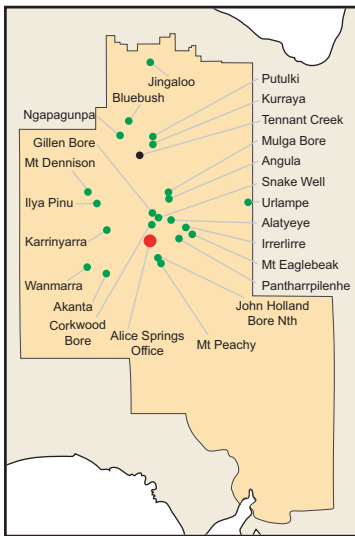 Jingaloo
Bluebush
Ngapagunpa
Gillen Bore
Mt Dennison
Ilya Pinu
Karrinyarra
Wanmarra
Akanta
Corkwood
Bore
Alice Springs
Office
Mt Peachy
John Holland
Bore Nth
Putulki
Kurraya
Tennant Creek
Mulga Bore
Angula
Snake Well
Urlampe
Alatyeye
Irrerlirre
Mt Eaglebeak
Pantharrpilenhe